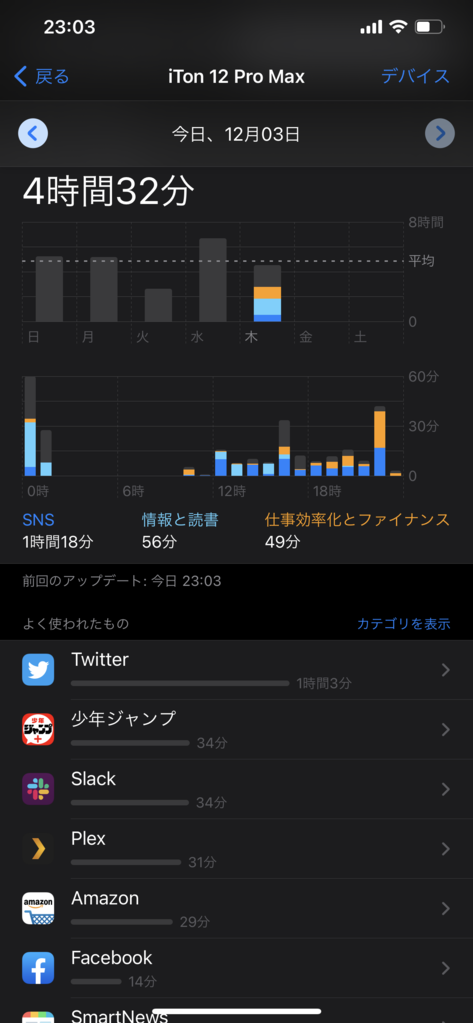 23:03
戻る iTon 12 Pro Max デバイス
今日、12月03日
4時間32分
8時間
平均
0
日 月 火 水 木 金 土
60分
30分
0
0時 6時 12時 18時
SNS 情報と読書 仕事効率化とファイナンス
1時間18分 56分 49分
前回のアップデート: 今日 23:03
よく使われたもの カテゴリを表示
Twitter
1時間3分
少年ジャンプ
少年 ジャンプ +
34分
Slack
34分
Plex
31分
Amazon
amazon
29分
Facebook
14分
SmartNews